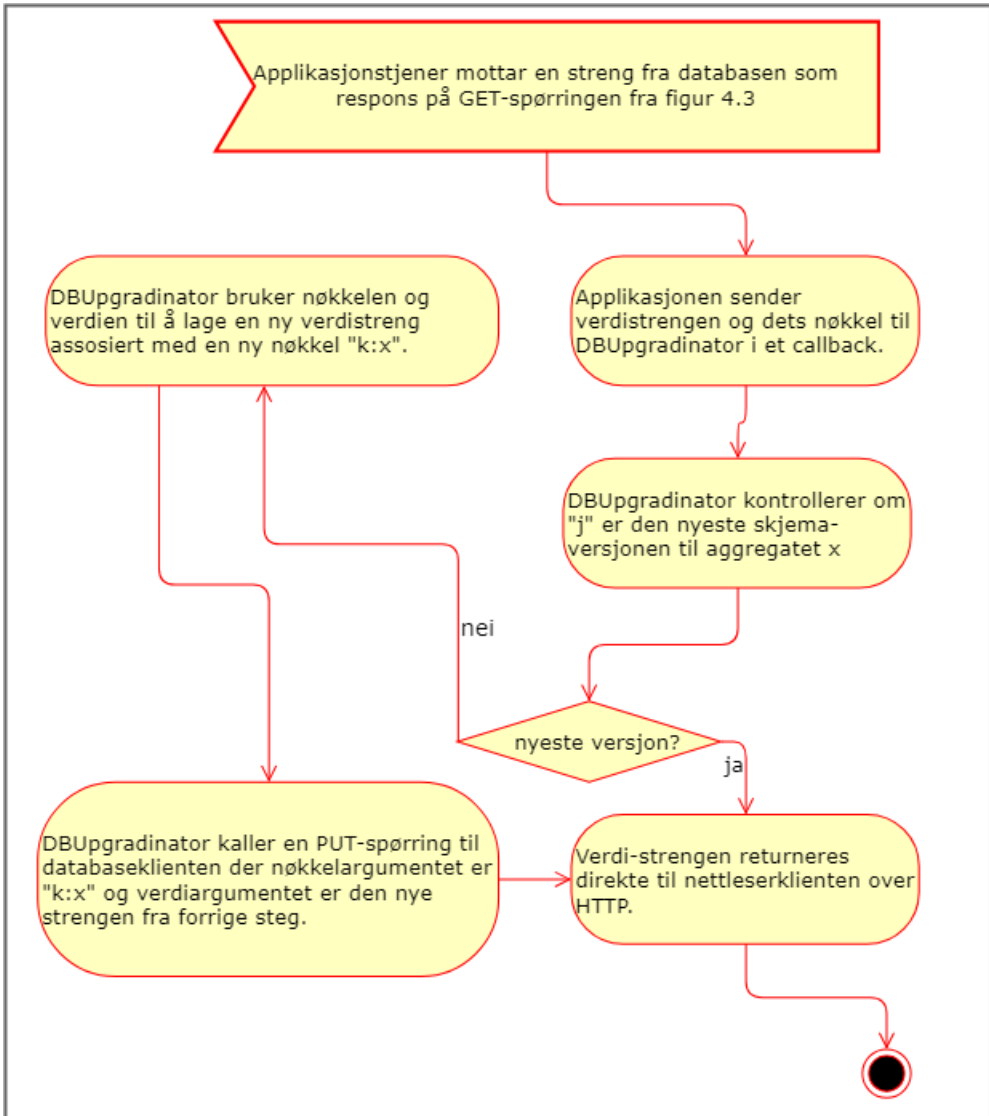 Applikasjonstjener mottar en streng fra databasen som
respons på GET-spørringen fra figur 4.3
DBUpgradinator bruker nøkkelen og
verdien til å lage en ny verdistreng
assosiert med en ny nøkkel "k:x".
Applikasjonen sender
verdistrengen og dets nøkkel til
DBUpgradinator i et callback.
DBUpgradinator kontrollerer om
"j" er den nyeste skjema-
versjonen til aggregatet x
nei
nyeste versjon?
ja
DBUpgradinator kaller en PUT-spørring til
databaseklienten der nøkkelargumentet er
"k:x" og verdiargumentet er den nye
strengen fra forrige steg.
Verdi-strengen returneres
direkte til nettleserklienten over
HTTP.